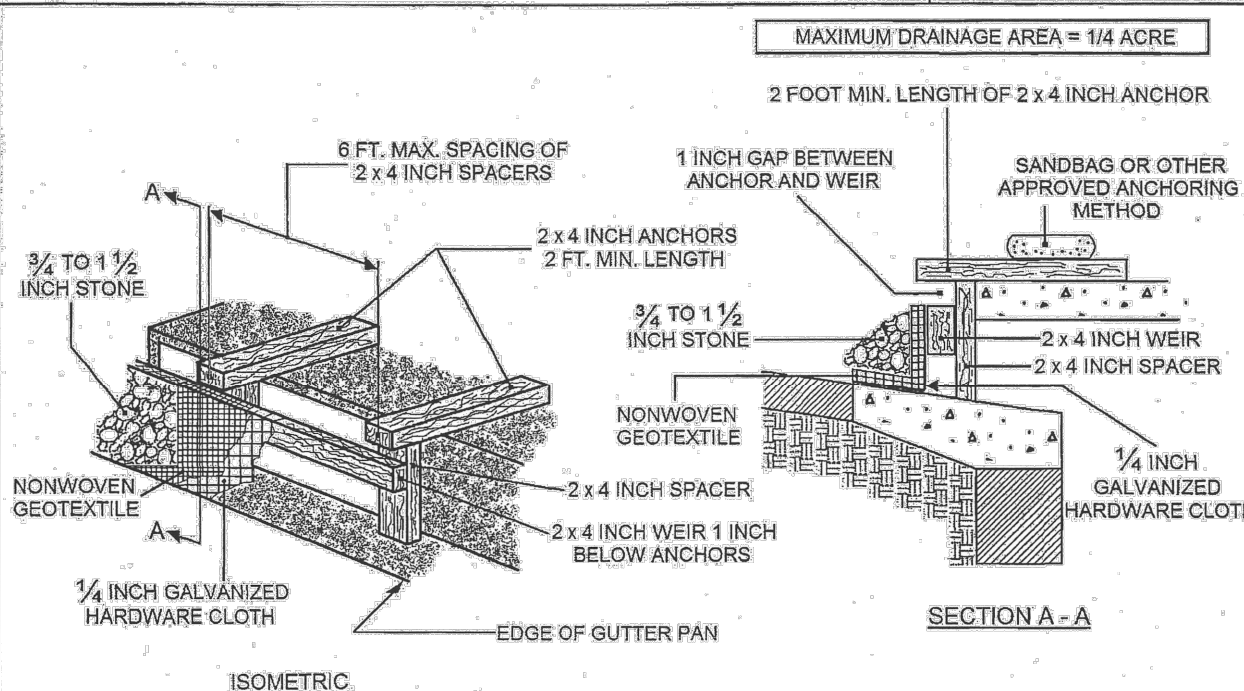 MAXIMUM DRAINAGE AREA = 1/4 ACRE
2 FOOT MIN. LENGTH OF 2 x 4 INCH ANCHOR
6 FT. MAX. SPACING OF
2 x 4 INCH SPACERS
1 INCH GAP BETWEEN
ANCHOR AND WEIR
SANDBAG OR OTHER
APPROVED ANCHORING
METHOD
A
2 x 4 INCH ANCHORS
2 FT. MIN. LENGTH
3/4 TO 1 1/2
INCH STONE
3/4 TO 1 1/2
INCH STONE
2 x 4 INCH WEIR
2 x 4 INCH SPACER
NONWOVEN
GEOTEXTILE
NONWOVEN
GEOTEXTILE
2 x 4 INCH SPACER
2 x 4 INCH WEIR 1 INCH
BELOW ANCHORS
A
1/4 INCH
GALVANIZED
HARDWARE CLOTH
1/4 INCH GALVANIZED
HARDWARE CLOTH
EDGE OF GUTTER PAN
SECTION A - A
ISOMETRIC